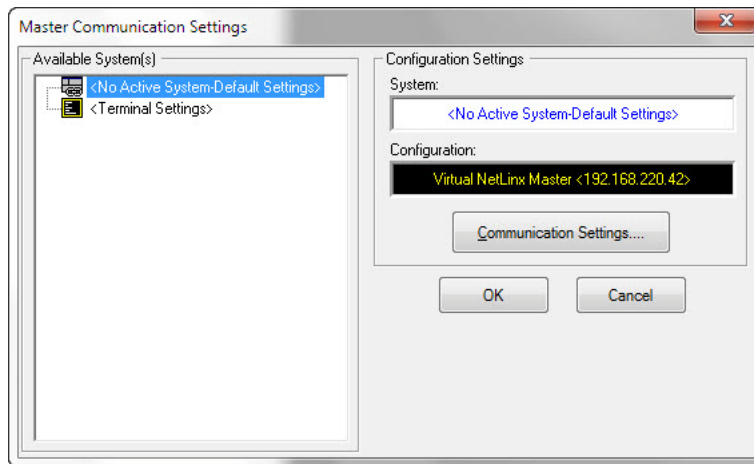 Master Communication Settings
Available System(s)
<No Active System-Default Settings>
<Terminal Settings>
Configuration Settings
System:
<No Active System-Default Settings>
Configuration:
Virtual NetLinx Master <192.168.220.42>
Communication Settings....
OK
Cancel